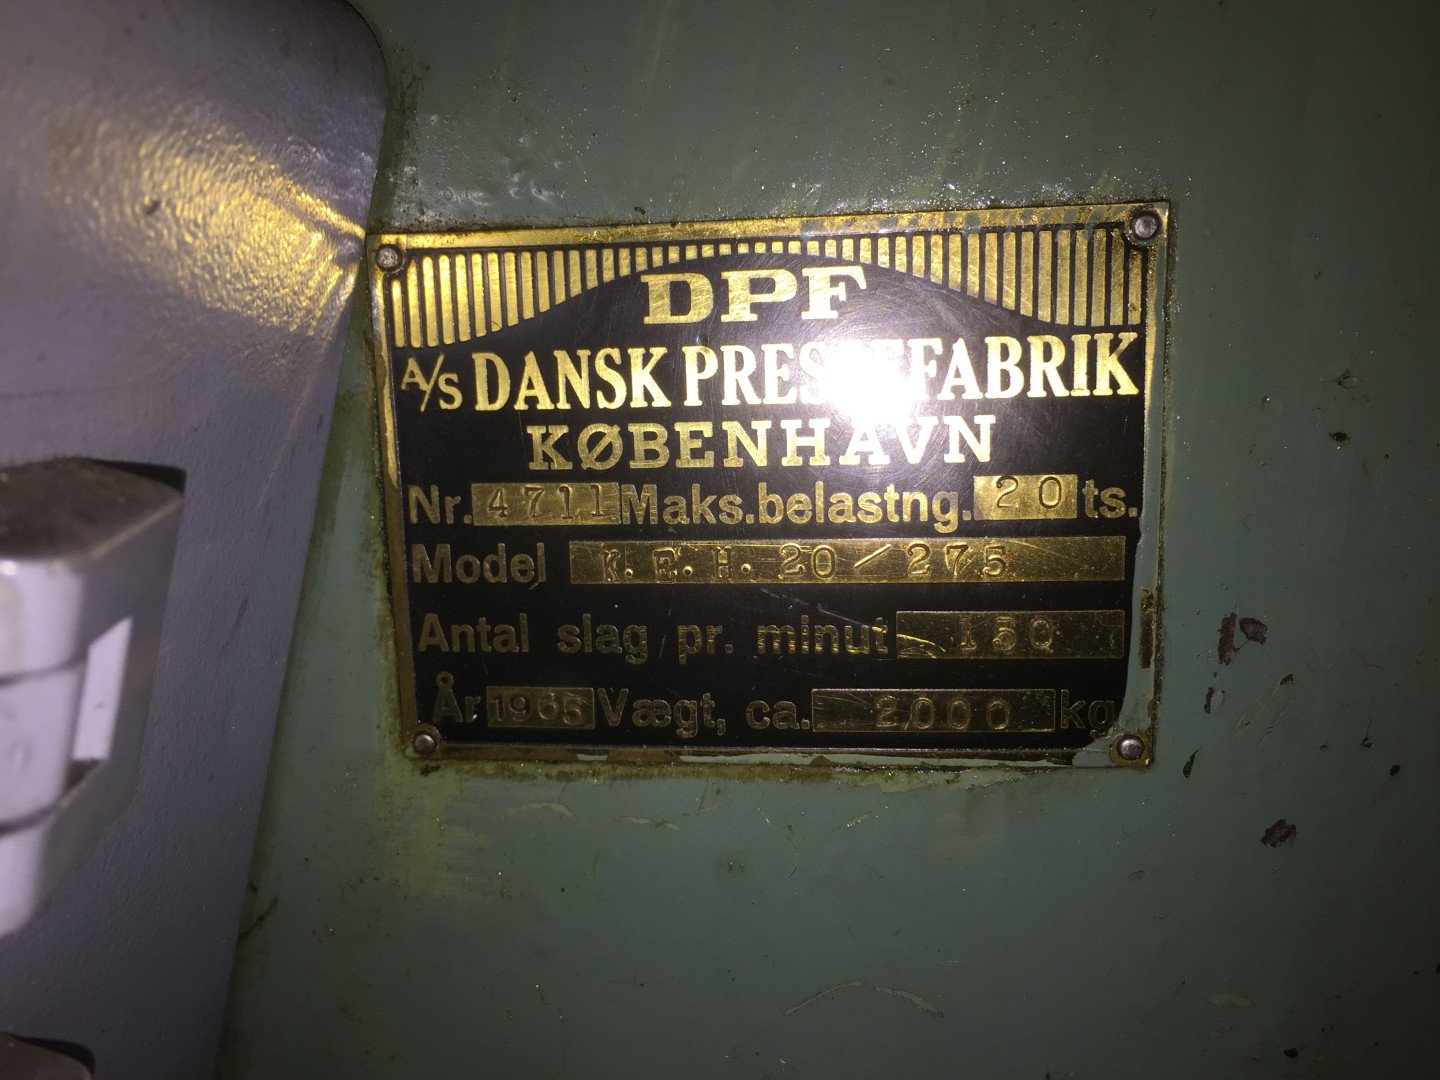 DPF
A/S DANSK PRESSEFABRIK
KØBENHAVN
Nr. 4711 Maks.belastng. 20 ts.
Model K.E.H. 20/275
Antal slag pr. minut 150
År 1965 Vægt, ca. 2000 kg